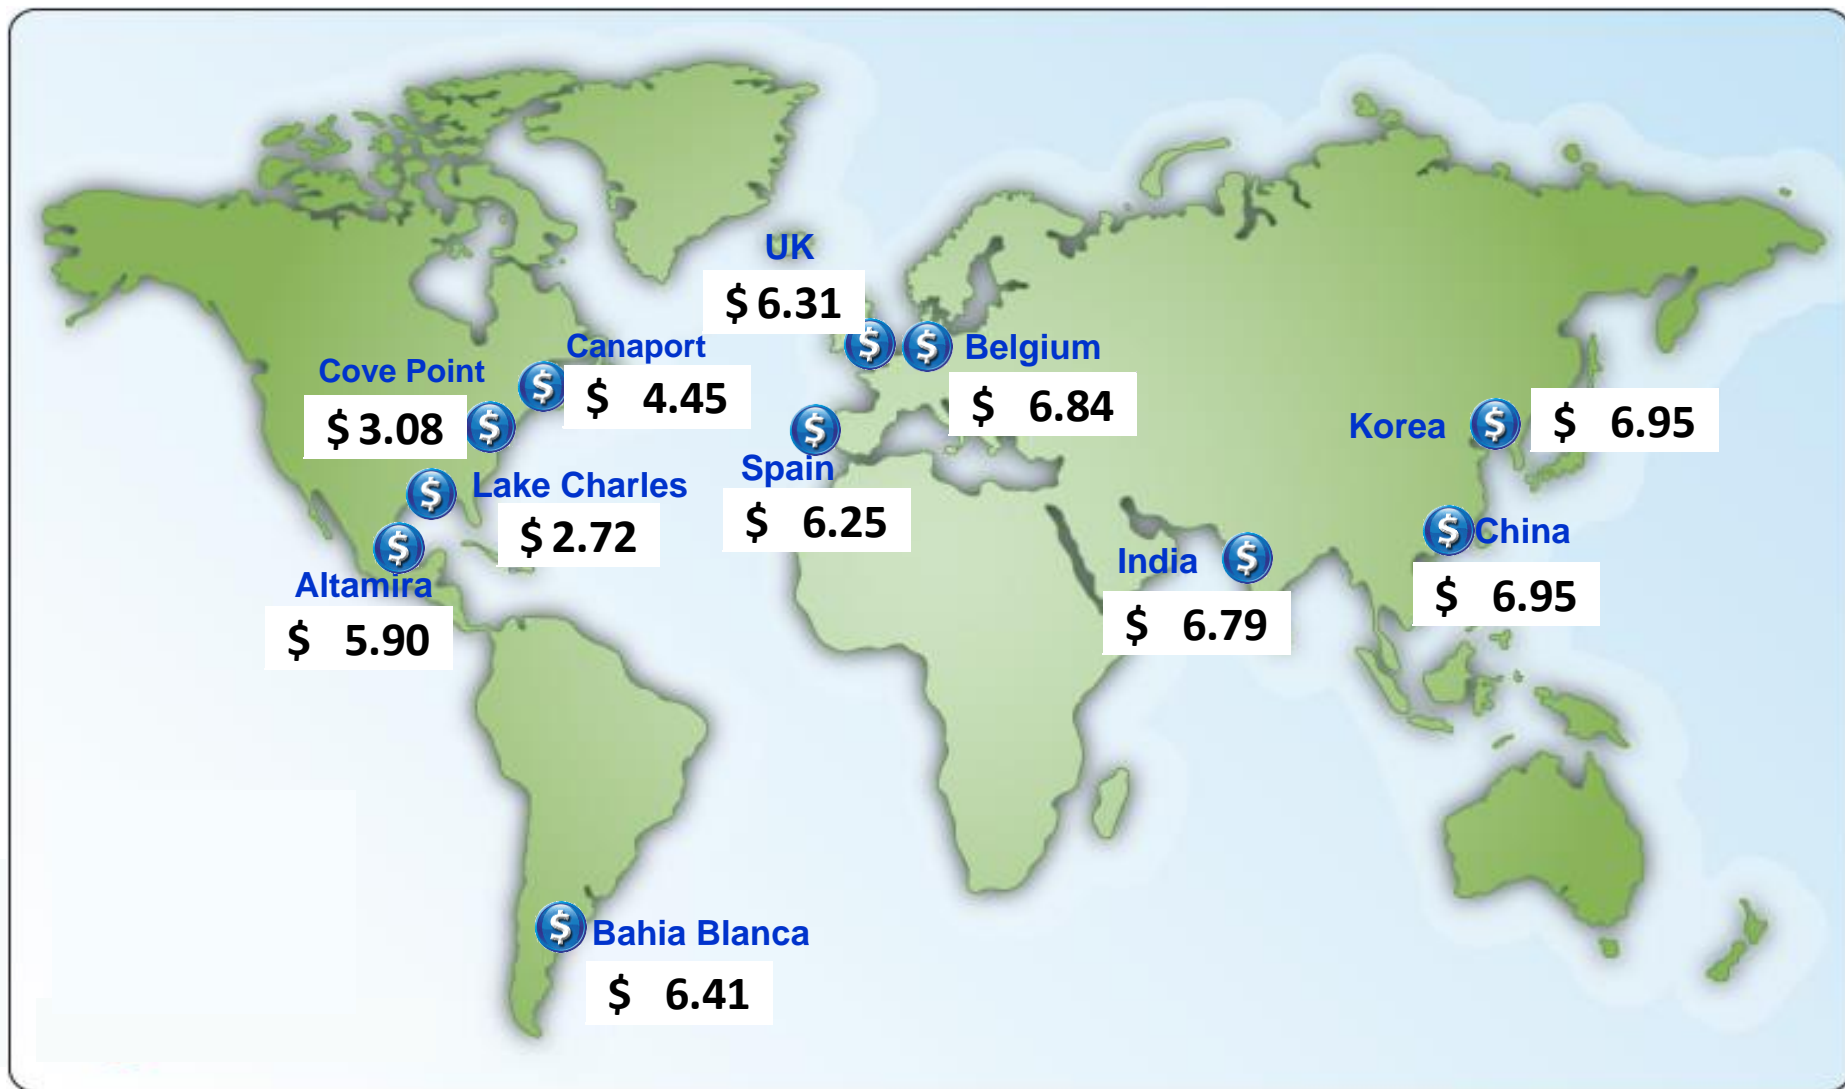 UK
$ 6.31
Canaport
$ 4.45
Cove Point
$ 3.08
Belgium
$ 6.84
Korea
$ 6.95
Spain
$ 6.25
Lake Charles
$ 2.72
China
$ 6.95
India
$ 6.79
Altamira
$ 5.90
Bahia Blanca
$ 6.41